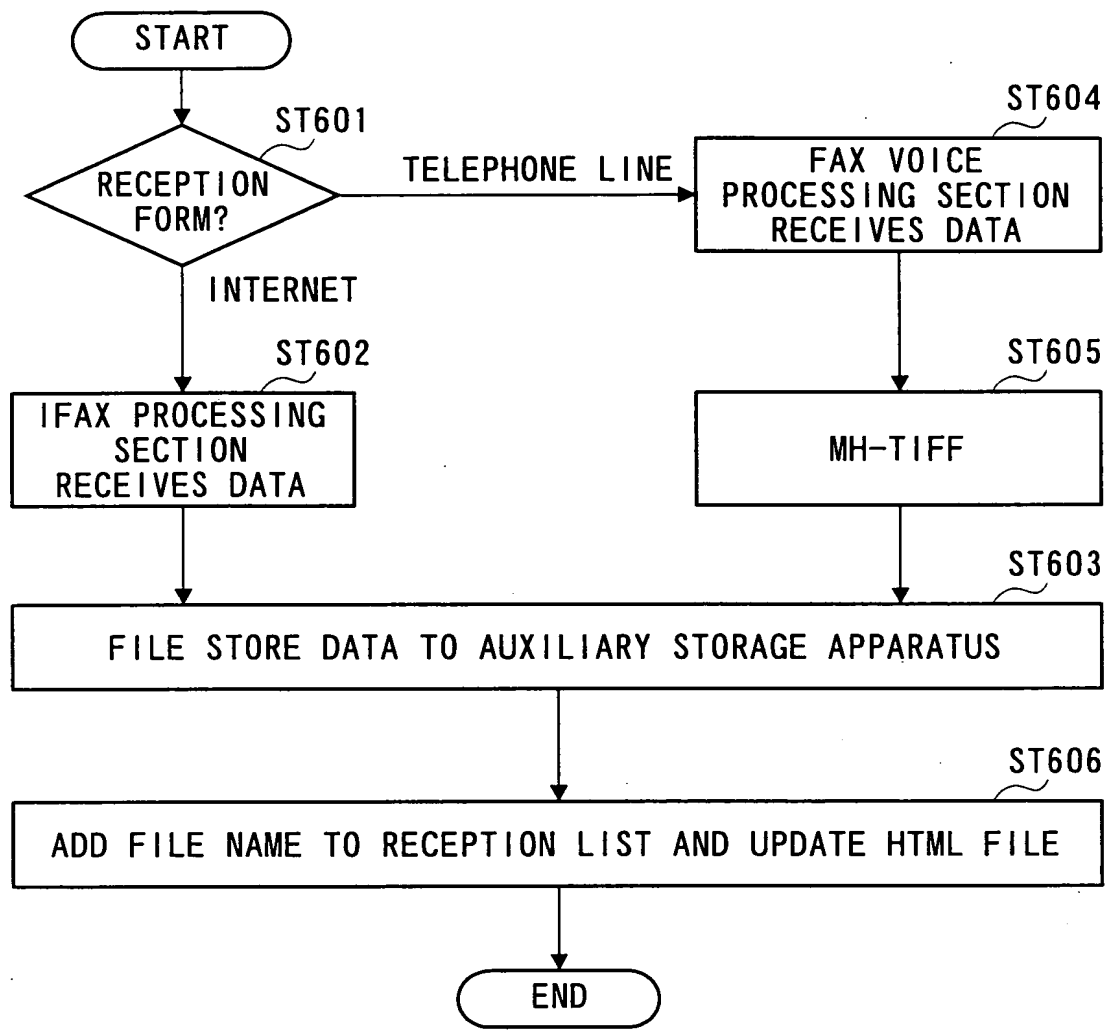 START
ST601
RECEPTION
FORM?
TELEPHONE LINE
ST604
FAX VOICE
PROCESSING SECTION
RECEIVES DATA
INTERNET
ST602
IFAX PROCESSING
SECTION
RECEIVES DATA
ST605
MH-TIFF
ST603
FILE STORE DATA TO AUXILIARY STORAGE APPARATUS
ST606
ADD FILE NAME TO RECEPTION LIST AND UPDATE HTML FILE
END